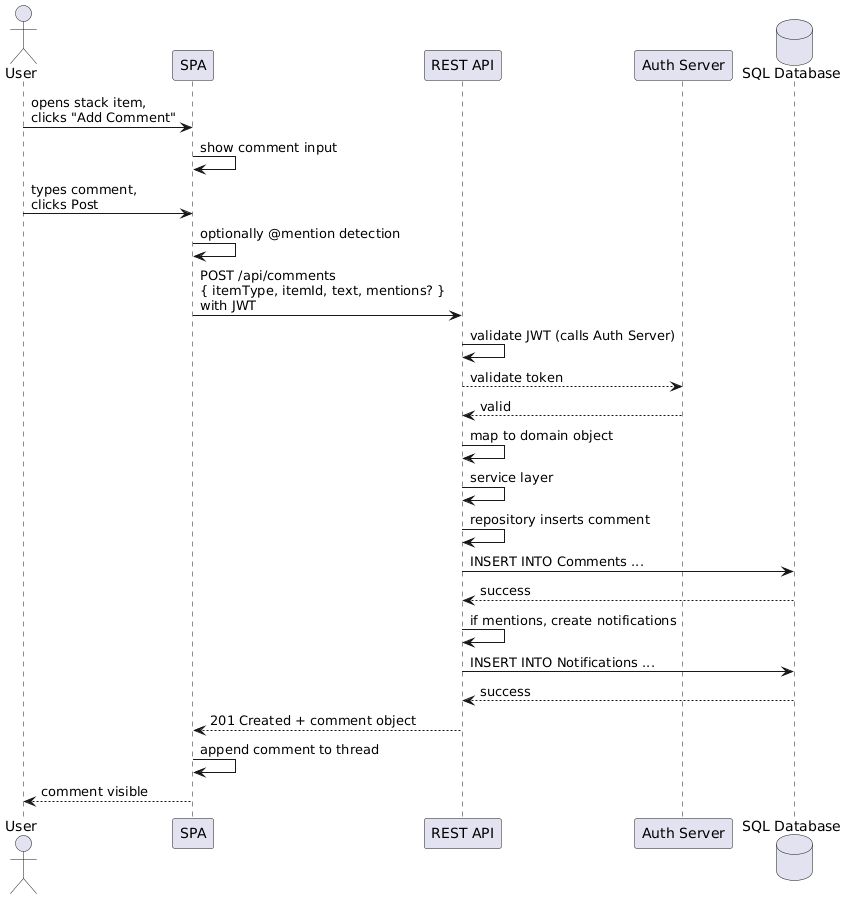 User
SPA
REST API
Auth Server
SQL Database
opens stack item,
clicks "Add Comment"
show comment input
types comment,
clicks Post
optionally @mention detection
POST /api/comments
{ itemType, itemId, text, mentions? }
with JWT
validate JWT (calls Auth Server)
validate token
valid
map to domain object
service layer
repository inserts comment
INSERT INTO Comments ...
success
if mentions, create notifications
INSERT INTO Notifications ...
success
201 Created + comment object
append comment to thread
comment visible
User
SPA
REST API
Auth Server
SQL Database